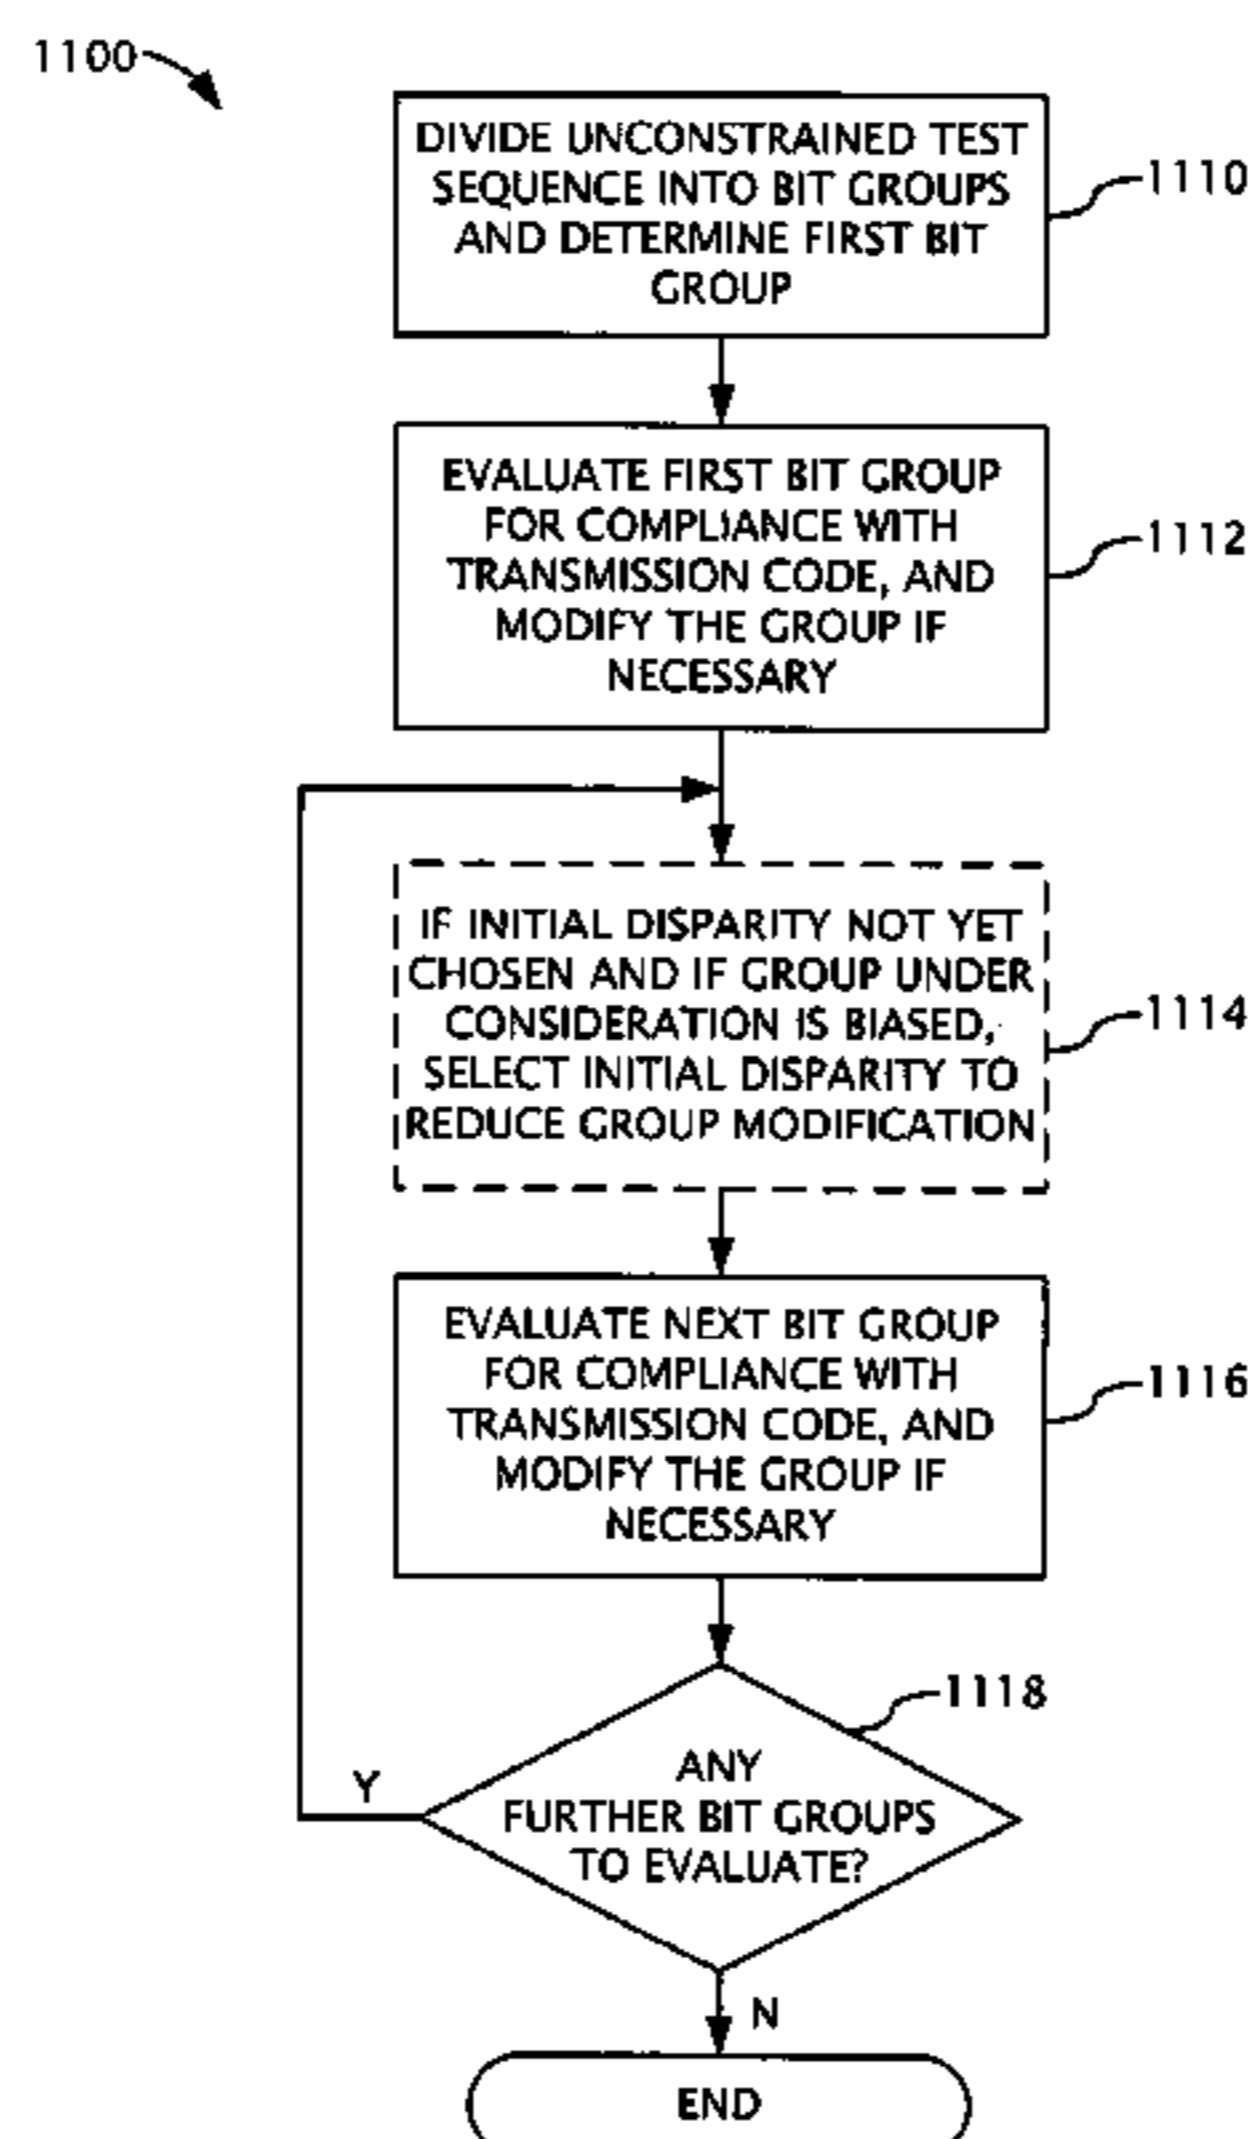 1100
DIVIDE UNCONSTRAINED TEST
SEQUENCE INTO BIT GROUPS
AND DETERMINE FIRST BIT
GROUP
1110
EVALUATE FIRST BIT GROUP
FOR COMPLIANCE WITH
TRANSMISSION CODE, AND
MODIFY THE GROUP IF
NECESSARY
1112
IF INITIAL DISPARITY NOT YET
CHOSEN AND IF GROUP UNDER
CONSIDERATION IS BIASED,
SELECT INITIAL DISPARITY TO
REDUCE GROUP MODIFICATION
1114
EVALUATE NEXT BIT GROUP
FOR COMPLIANCE WITH
TRANSMISSION CODE, AND
MODIFY THE GROUP IF
NECESSARY
1116
1118
ANY
FURTHER BIT GROUPS
TO EVALUATE?
Y
N
END